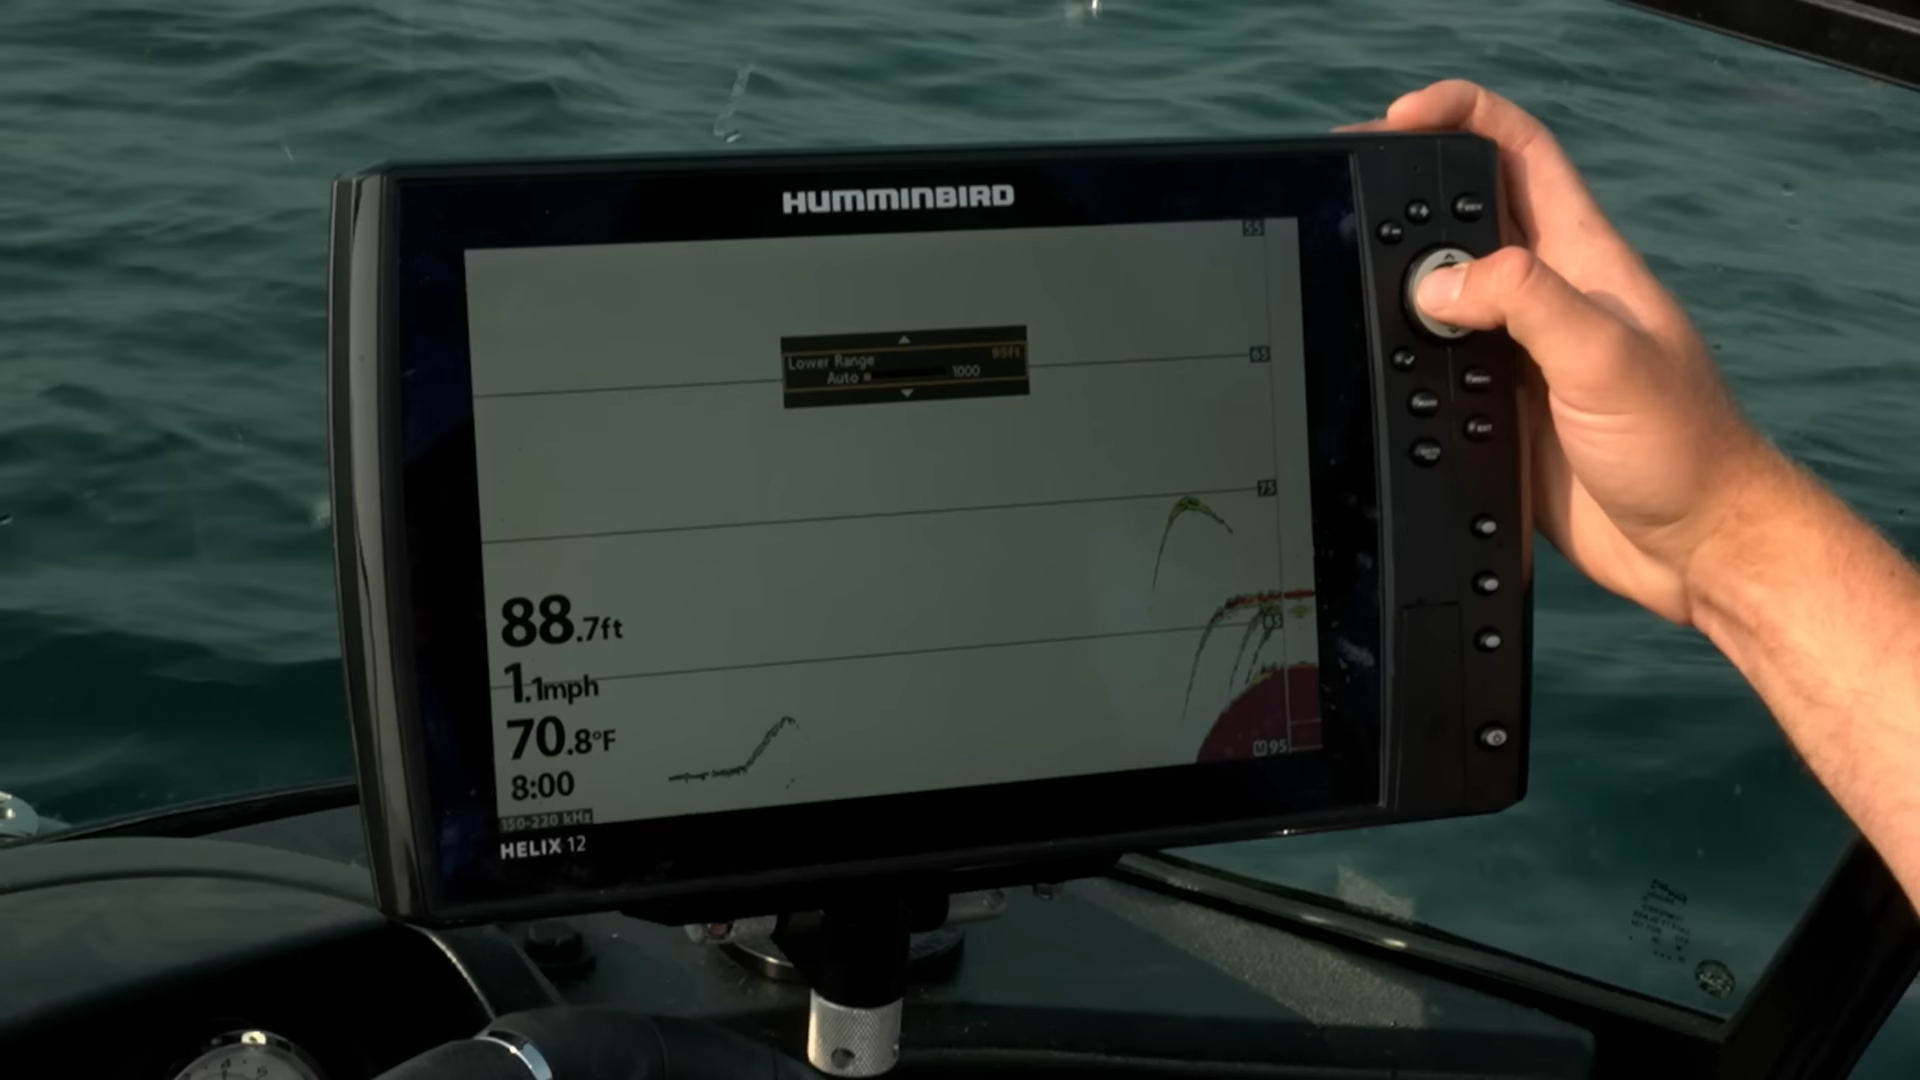 HUMMINBIRD
55
Lower Range 95ft
Auto 1000
65
75
88.7ft
85
1.1mph
70.8°F
M 95
8:00
150-220 kHz
HELIX 12